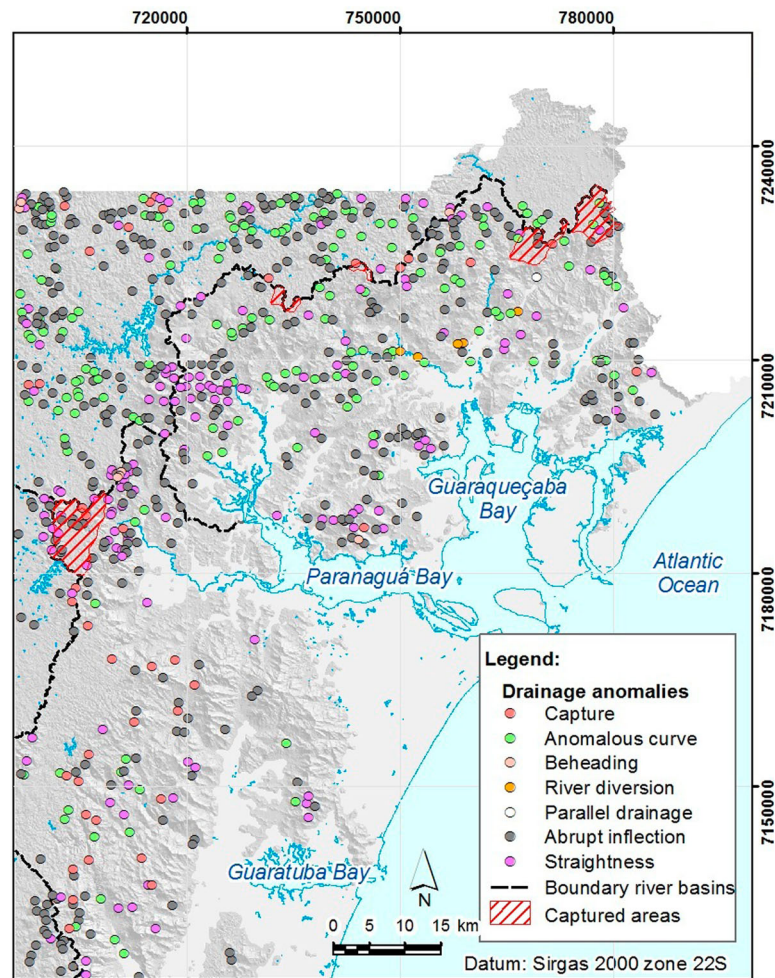 720000 750000 780000
7240000
7210000
7180000
7150000
Guaraqueçaba
Bay
Paranaguá Bay
Atlantic
Ocean
Guaratuba Bay
Legend:
Drainage anomalies
Capture
Anomalous curve
Beheading
River diversion
Parallel drainage
Abrupt inflection
Straightness
Boundary river basins
Captured areas
N
0 5 10 15 km
Datum: Sirgas 2000 zone 22S